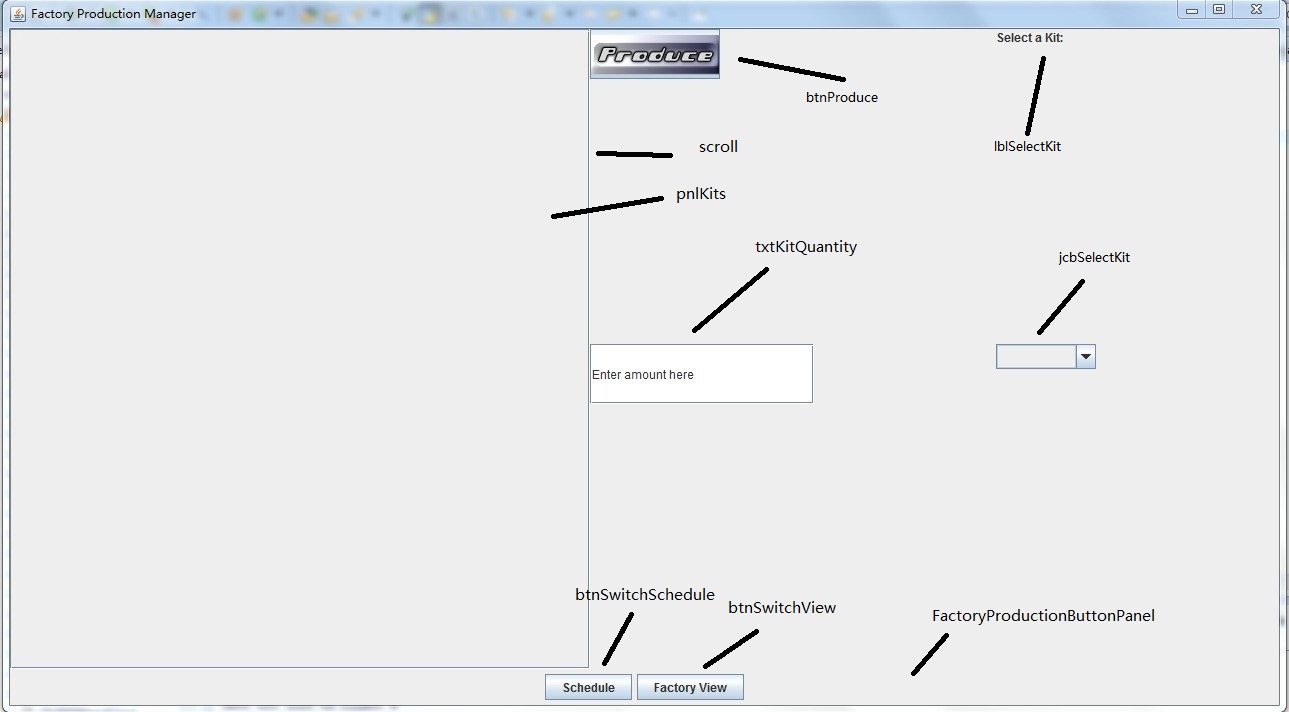 Factory Production Manager
Produce
Select a Kit:
btnProduce
scroll
lblSelectKit
pnlKits
txtKitQuantity
jcbSelectKit
Enter amount here
btnSwitchSchedule
btnSwitchView
FactoryProductionButtonPanel
Schedule
Factory View